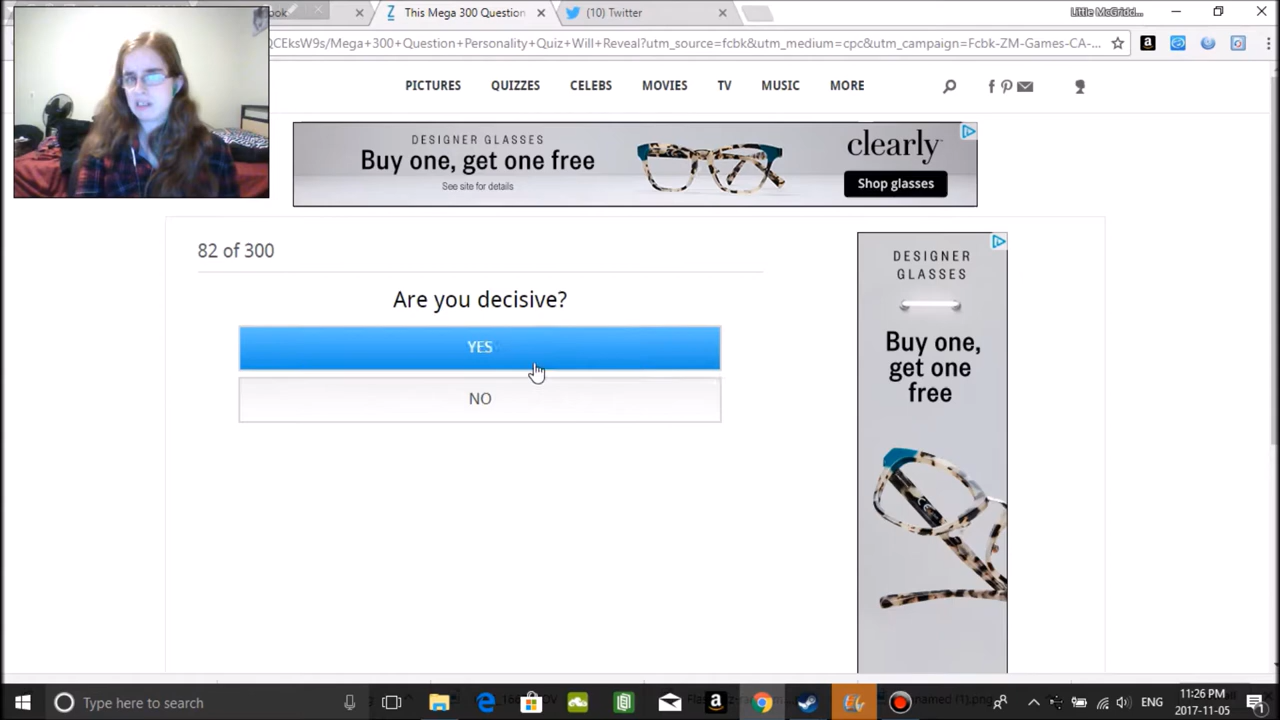 ook
This Mega 300 Question
(10) Twitter
Little McGridd...
QCEksW9s/Mega+300+Question+Personality+Quiz+Will+Reveal?utm_source=fcbk&utm_medium=cpc&utm_campaign=Fcbk-ZM-Games-CA-...
PICTURES QUIZZES CELEBS MOVIES TV MUSIC MORE
DESIGNER GLASSES
Buy one, get one free
See site for details
clearly
Shop glasses
82 of 300
Are you decisive?
YES
NO
DESIGNER
GLASSES
Buy one,
get one
free
Type here to search
ENG
11:26 PM
2017-11-05